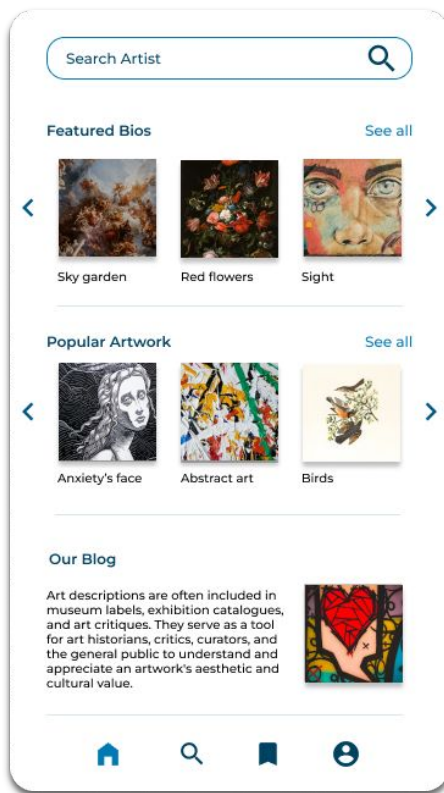 Search Artist
Featured Bios
See all
Sky garden
Red flowers
Sight
Popular Artwork
See all
Anxiety's face
Abstract art
Birds
Our Blog
Art descriptions are often included in
museum labels, exhibition catalogues,
and art critiques. They serve as a tool
for art historians, critics, curators, and
the general public to understand and
appreciate an artwork's aesthetic and
cultural value.